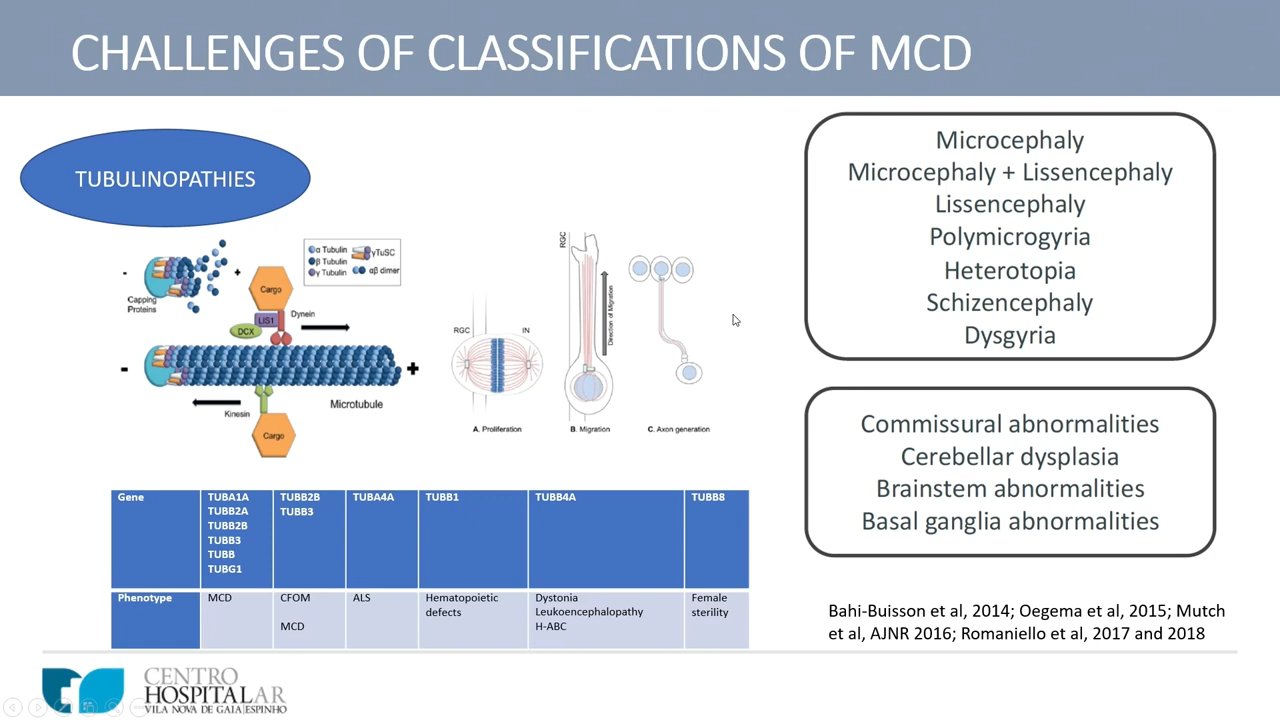 CHALLENGES OF CLASSIFICATIONS OF MCD
TUBULINOPATHIES
α Tubulin
β Tubulin
γ Tubulin
γTuSC
αβ dimer
-
+
Capping
Proteins
Cargo
LIS1
DCX
Dynein
-
+
Kinesin
Microtubule
Cargo
RGC
IN
A. Proliferation
RGC
Direction of Migration
B. Migration
C. Axon generation
Gene
TUBA1A
TUBB2A
TUBB2B
TUBB3
TUBB
TUBG1
TUBB2B
TUBB3
TUBA4A
TUBB1
TUBB4A
TUBB8
Phenotype
MCD
CFOM
MCD
ALS
Hematopoietic
defects
Dystonia
Leukoencephalopathy
H-ABC
Female
sterility
Microcephaly
Microcephaly + Lissencephaly
Lissencephaly
Polymicrogyria
Heterotopia
Schizencephaly
Dysgyria
Commissural abnormalities
Cerebellar dysplasia
Brainstem abnormalities
Basal ganglia abnormalities
Bahi-Buisson et al, 2014; Oegema et al, 2015; Mutch
et al, AJNR 2016; Romaniello et al, 2017 and 2018
CENTRO
HOSPITALAR
VILA NOVA DE GAIA|ESPINHO